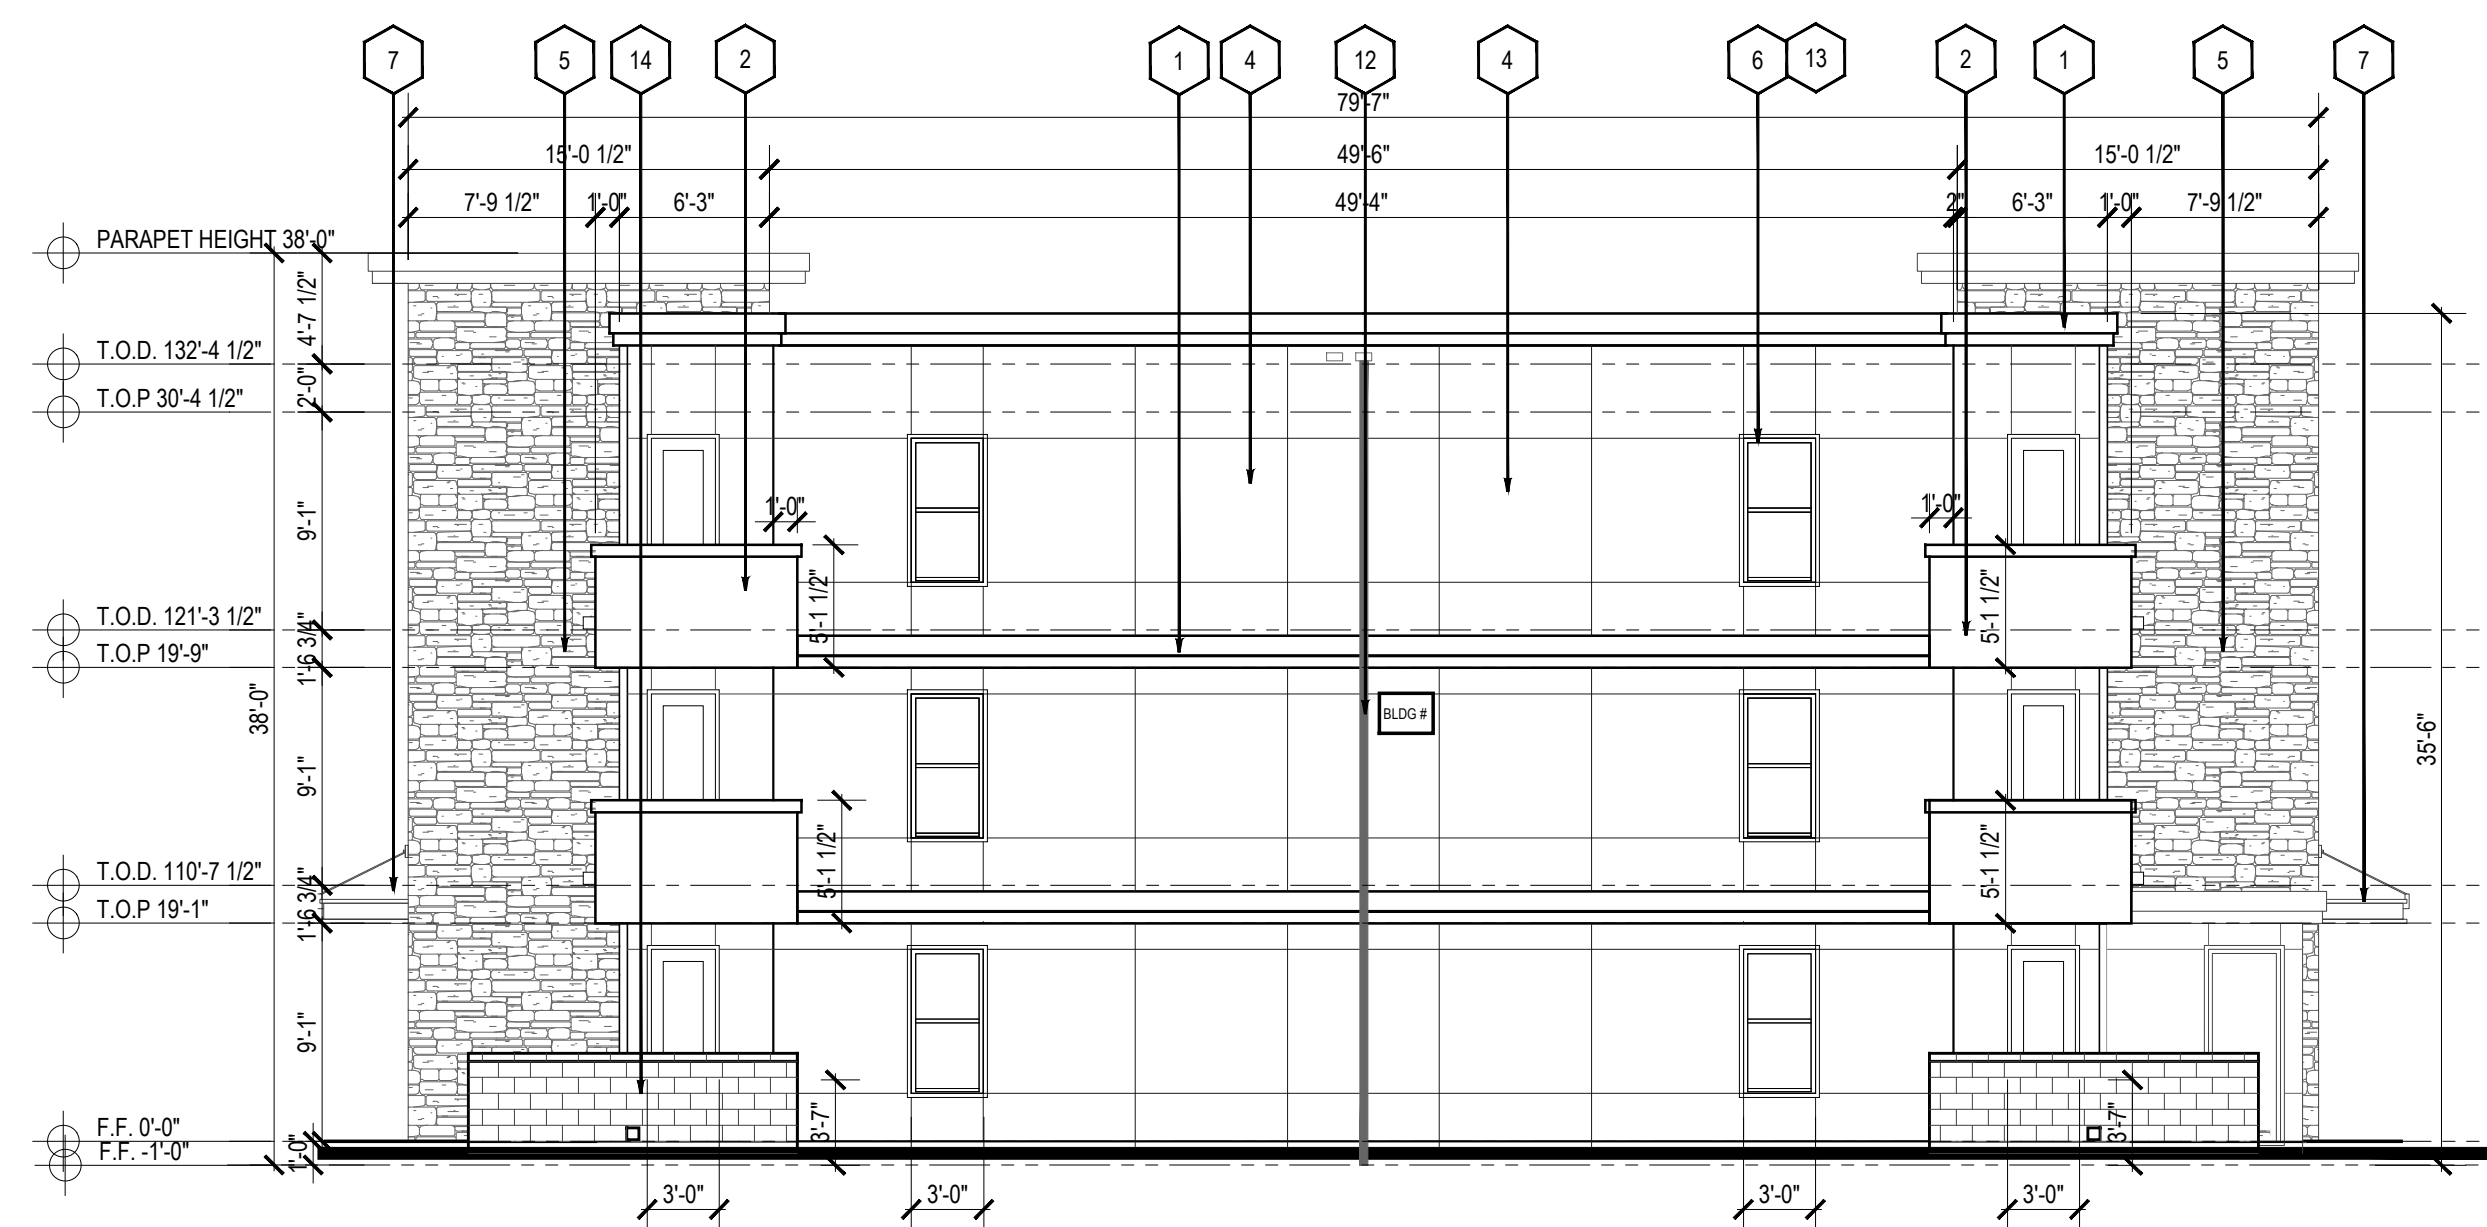 7 5 14 2 1 4 12 4 6 13 2 1 5 7
79'-7"
15'-0 1/2" 49'-6" 15'-0 1/2"
7'-9 1/2" 1'-0" 6'-3" 49'-4" 2" 6'-3" 1'-0" 7'-9 1/2"
PARAPET HEIGHT 38'-0"
4'-7 1/2"
T.O.D. 132'-4 1/2"
2'-0"
T.O.P 30'-4 1/2"
9'-1"
1'-0" 1'-0"
5'-1 1/2" 5'-1 1/2"
T.O.D. 121'-3 1/2"
1'-6 3/4"
T.O.P 19'-9"
38'-0"
BLDG #
35'-6"
9'-1"
5'-1 1/2" 5'-1 1/2"
T.O.D. 110'-7 1/2"
1'-6 3/4"
T.O.P 19'-1"
9'-1"
3'-7" 3'-7"
F.F. 0'-0"
F.F. -1'-0"
1'-0"
3'-0" 3'-0" 3'-0" 3'-0"